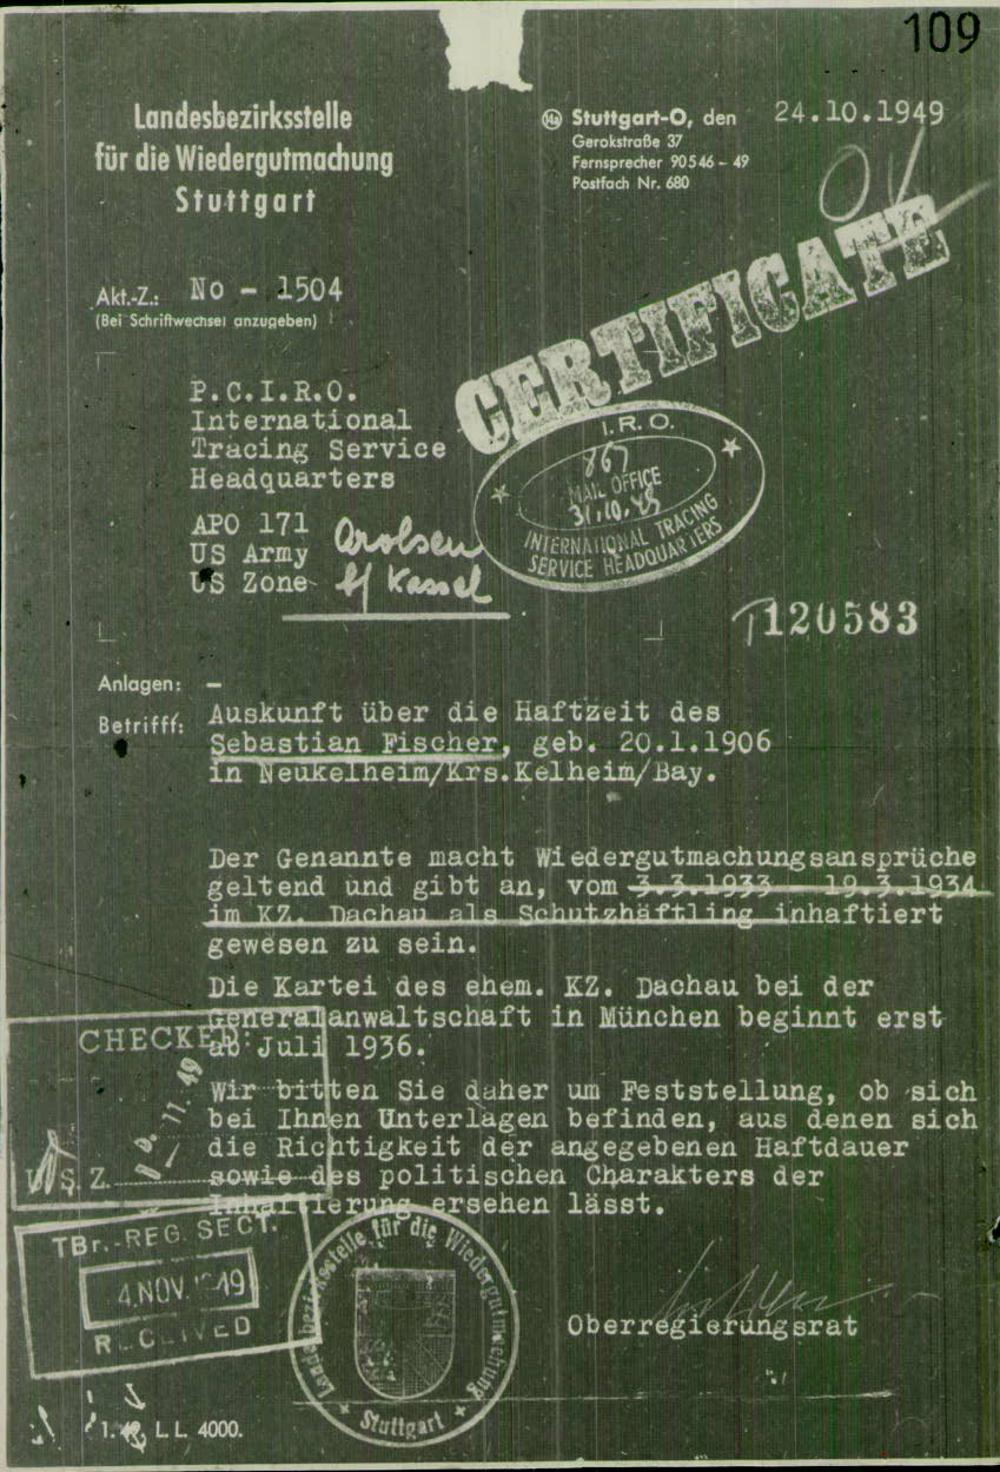 109
Landesbezirksstelle
für die Wiedergutmachung
Stuttgart
(14a) Stuttgart-O, den 24.10.1949
Gerokstraße 37
Fernsprecher 90546 – 49
Postfach Nr. 680
OK
CERTIFICATE
Akt.-Z.: No - 1504
(Bei Schriftwechsel anzugeben)
P.C.I.R.O.
International
Tracing Service
Headquarters
APO 171
US Army
US Zone
Arolsen
b/ Kassel
I.R.O.
867
MAIL OFFICE
31.10.49
INTERNATIONAL TRACING
SERVICE HEADQUARTERS
T120583
Anlagen: -
Betrifft: Auskunft über die Haftzeit des
Sebastian Fischer, geb. 20.1.1906
in Neukelheim/Krs.Kelheim/Bay.
Der Genannte macht Wiedergutmachungsansprüche
geltend und gibt an, vom 3.3.1933 - 19.3.1934
im KZ. Dachau als Schutzhäftling inhaftiert
gewesen zu sein.
Die Kartei des ehem. KZ. Dachau bei der
Generalanwaltschaft in München beginnt erst
ab Juli 1936.
Wir bitten Sie daher um Feststellung, ob sich
bei Ihnen Unterlagen befinden, aus denen sich
die Richtigkeit der angegebenen Haftdauer
sowie des politischen Charakters der
Inhaftierung ersehen lässt.
CHECKED:
11. 49
U.S.Z.
TBr.-REG. SECT.
4. NOV. 1949
RECEIVED
Landesbezirksstelle für die Wiedergutmachung
Stuttgart
Oberregierungsrat
L.L. 4000.